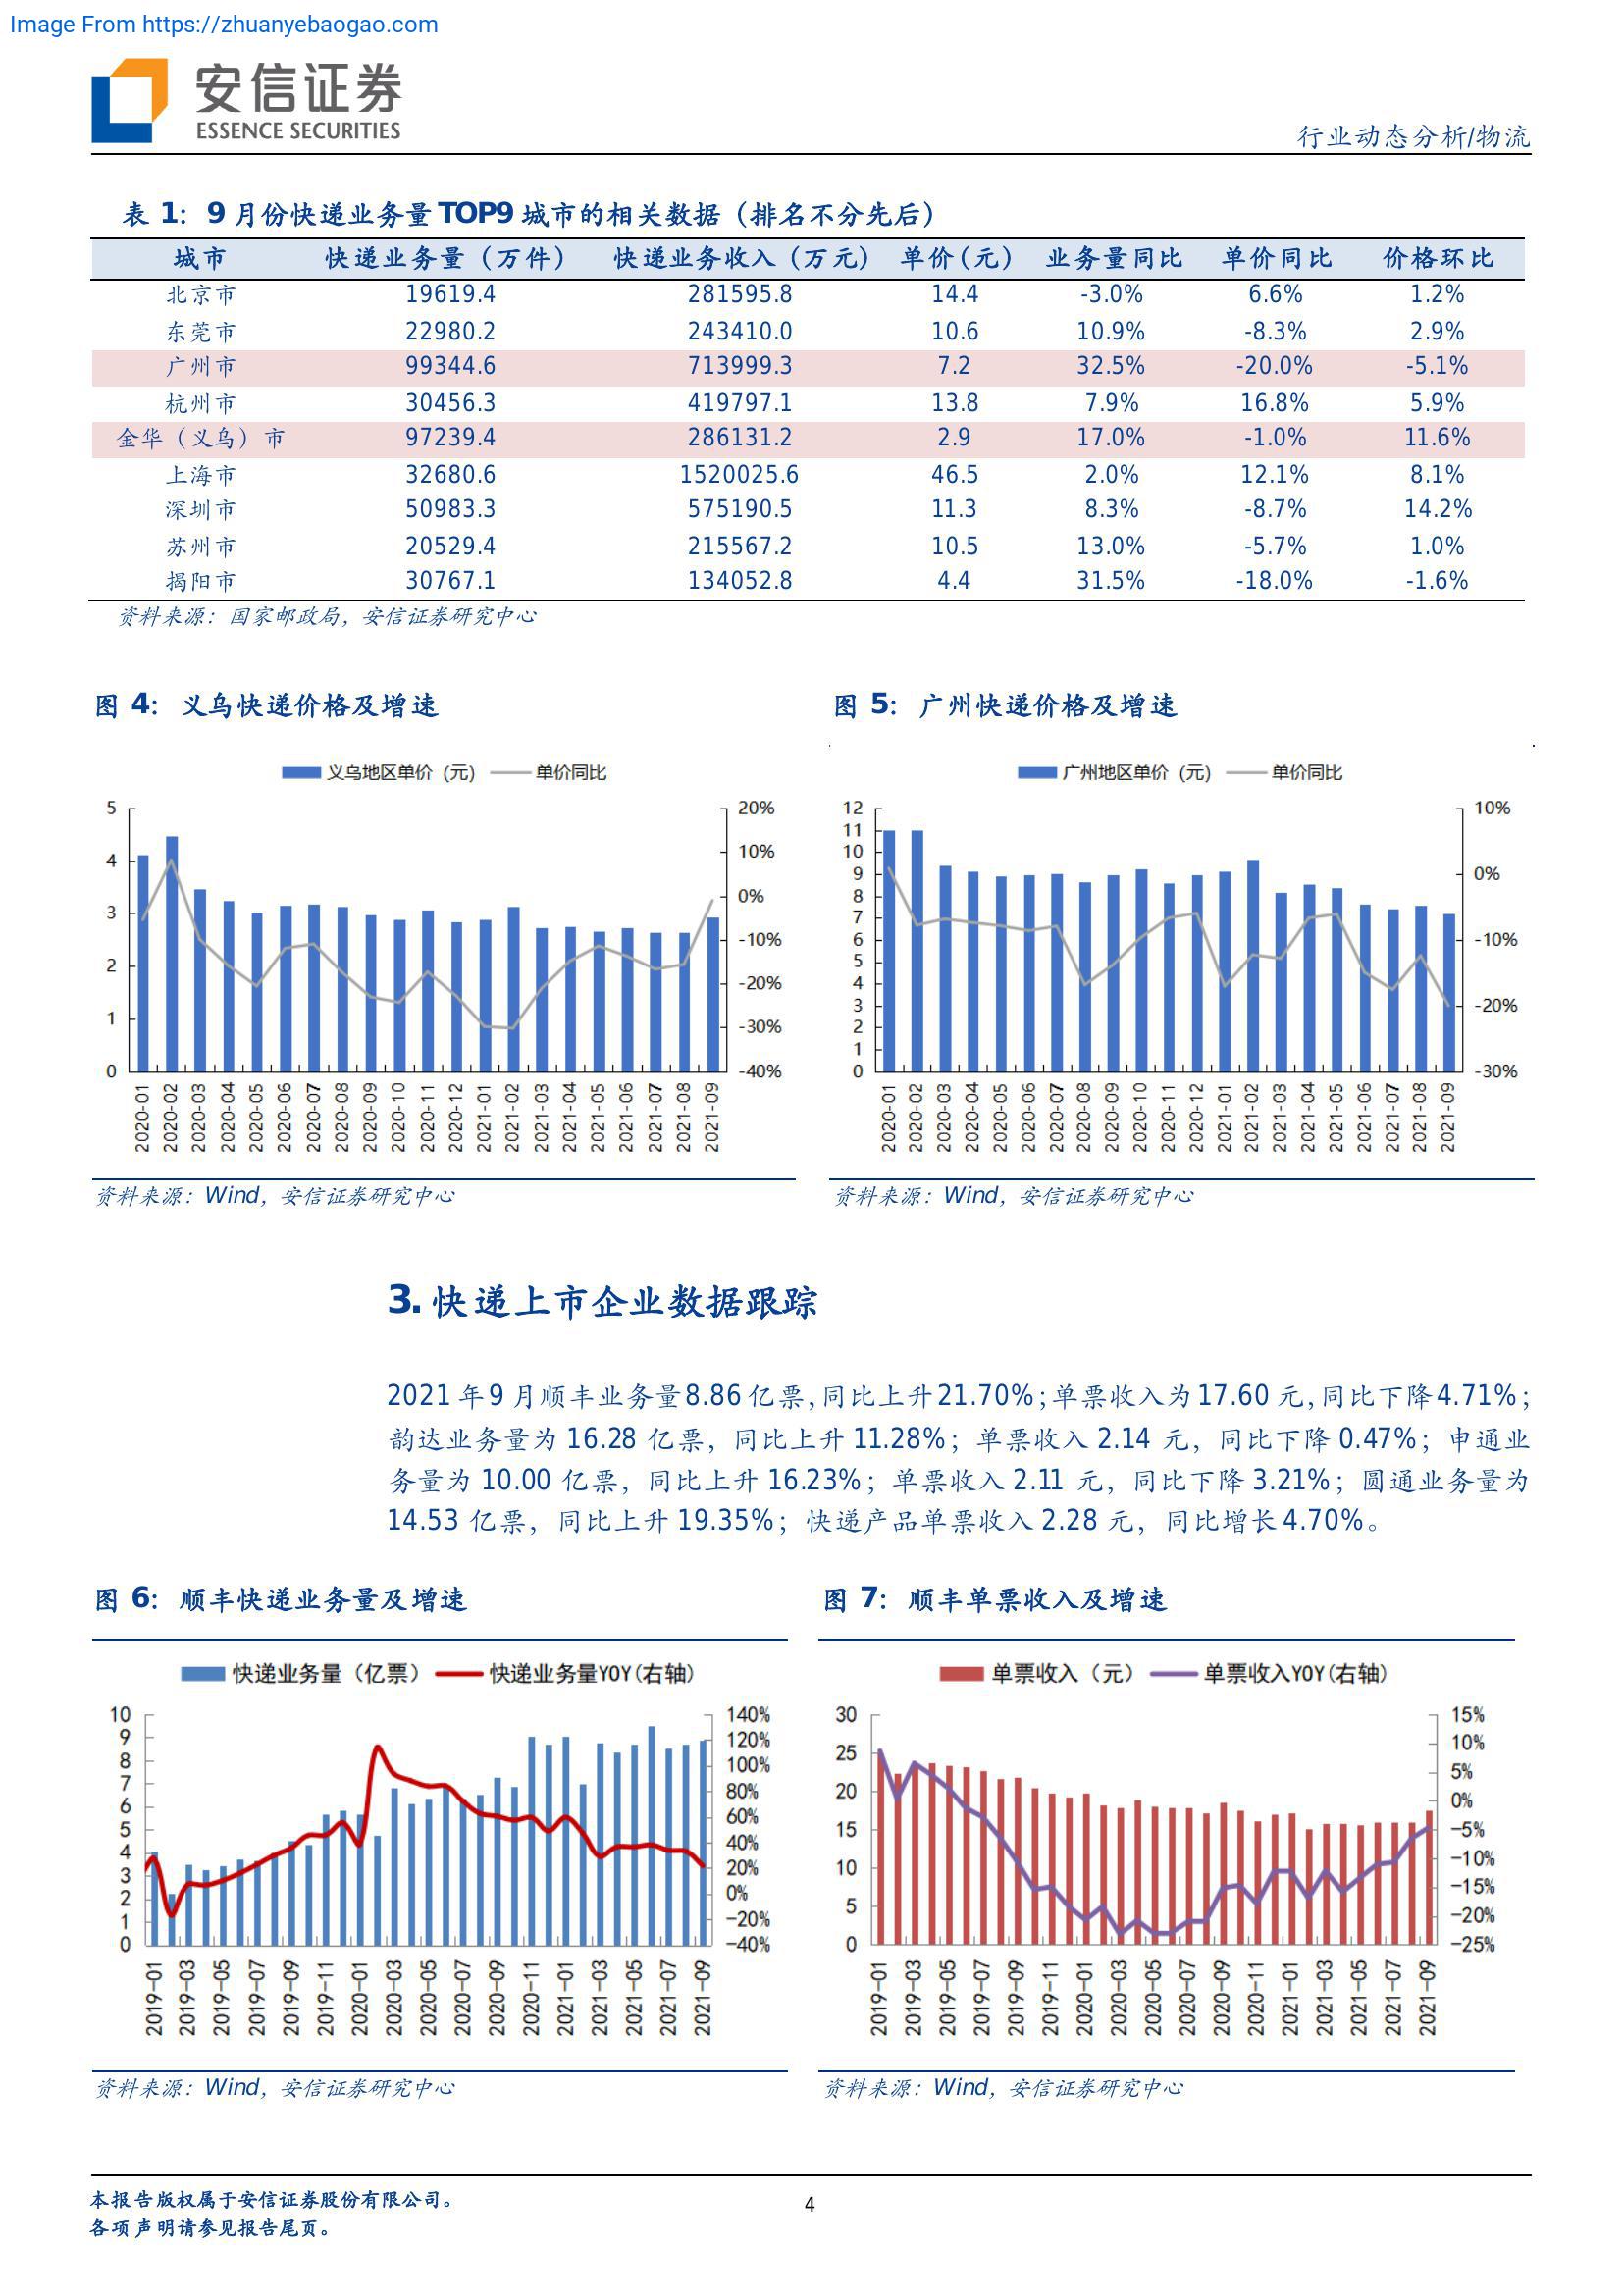 Image From https://zhuanyebaogao.com
安信证券
ESSENCE SECURITIES
行业动态分析/物流
表 1：9 月份快递业务量 TOP9 城市的相关数据（排名不分先后）
城市 快递业务量（万件） 快递业务收入（万元） 单价(元) 业务量同比 单价同比 价格环比
北京市 19619.4 281595.8 14.4 -3.0% 6.6% 1.2%
东莞市 22980.2 243410.0 10.6 10.9% -8.3% 2.9%
广州市 99344.6 713999.3 7.2 32.5% -20.0% -5.1%
杭州市 30456.3 419797.1 13.8 7.9% 16.8% 5.9%
金华（义乌）市 97239.4 286131.2 2.9 17.0% -1.0% 11.6%
上海市 32680.6 1520025.6 46.5 2.0% 12.1% 8.1%
深圳市 50983.3 575190.5 11.3 8.3% -8.7% 14.2%
苏州市 20529.4 215567.2 10.5 13.0% -5.7% 1.0%
揭阳市 30767.1 134052.8 4.4 31.5% -18.0% -1.6%
资料来源：国家邮政局，安信证券研究中心
图 4：义乌快递价格及增速
义乌地区单价（元） 单价同比
5
4
3
2
1
0
20%
10%
0%
-10%
-20%
-30%
-40%
2020-01 2020-02 2020-03 2020-04 2020-05 2020-06 2020-07 2020-08 2020-09 2020-10 2020-11 2020-12 2021-01 2021-02 2021-03 2021-04 2021-05 2021-06 2021-07 2021-08 2021-09
资料来源：Wind，安信证券研究中心
图 5：广州快递价格及增速
广州地区单价（元） 单价同比
12
11
10
9
8
7
6
5
4
3
2
1
0
10%
0%
-10%
-20%
-30%
2020-01 2020-02 2020-03 2020-04 2020-05 2020-06 2020-07 2020-08 2020-09 2020-10 2020-11 2020-12 2021-01 2021-02 2021-03 2021-04 2021-05 2021-06 2021-07 2021-08 2021-09
资料来源：Wind，安信证券研究中心
3. 快递上市企业数据跟踪
2021 年 9 月顺丰业务量 8.86 亿票,同比上升 21.70%;单票收入为 17.60 元,同比下降 4.71%;
韵达业务量为 16.28 亿票，同比上升 11.28%；单票收入 2.14 元，同比下降 0.47%；申通业
务量为 10.00 亿票，同比上升 16.23%；单票收入 2.11 元，同比下降 3.21%；圆通业务量为
14.53 亿票，同比上升 19.35%；快递产品单票收入 2.28 元，同比增长 4.70%。
图 6：顺丰快递业务量及增速
快递业务量（亿票） 快递业务量YOY(右轴)
10
9
8
7
6
5
4
3
2
1
0
140%
120%
100%
80%
60%
40%
20%
0%
-20%
-40%
2019-01 2019-03 2019-05 2019-07 2019-09 2019-11 2020-01 2020-03 2020-05 2020-07 2020-09 2020-11 2021-01 2021-03 2021-05 2021-07 2021-09
资料来源：Wind，安信证券研究中心
图 7：顺丰单票收入及增速
单票收入（元） 单票收入YOY(右轴)
30
25
20
15
10
5
0
15%
10%
5%
0%
-5%
-10%
-15%
-20%
-25%
2019-01 2019-03 2019-05 2019-07 2019-09 2019-11 2020-01 2020-03 2020-05 2020-07 2020-09 2020-11 2021-01 2021-03 2021-05 2021-07 2021-09
资料来源：Wind，安信证券研究中心
本报告版权属于安信证券股份有限公司。
各项声明请参见报告尾页。
4